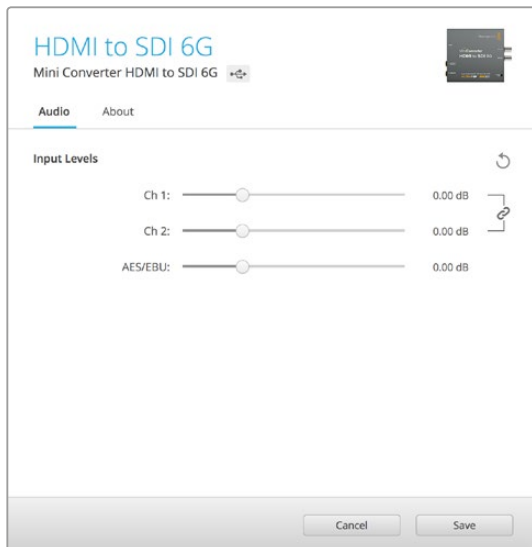 HDMI to SDI 6G
Mini Converter HDMI to SDI 6G
Audio About
Input Levels
Ch 1: 0.00 dB
Ch 2: 0.00 dB
AES/EBU: 0.00 dB
Cancel Save